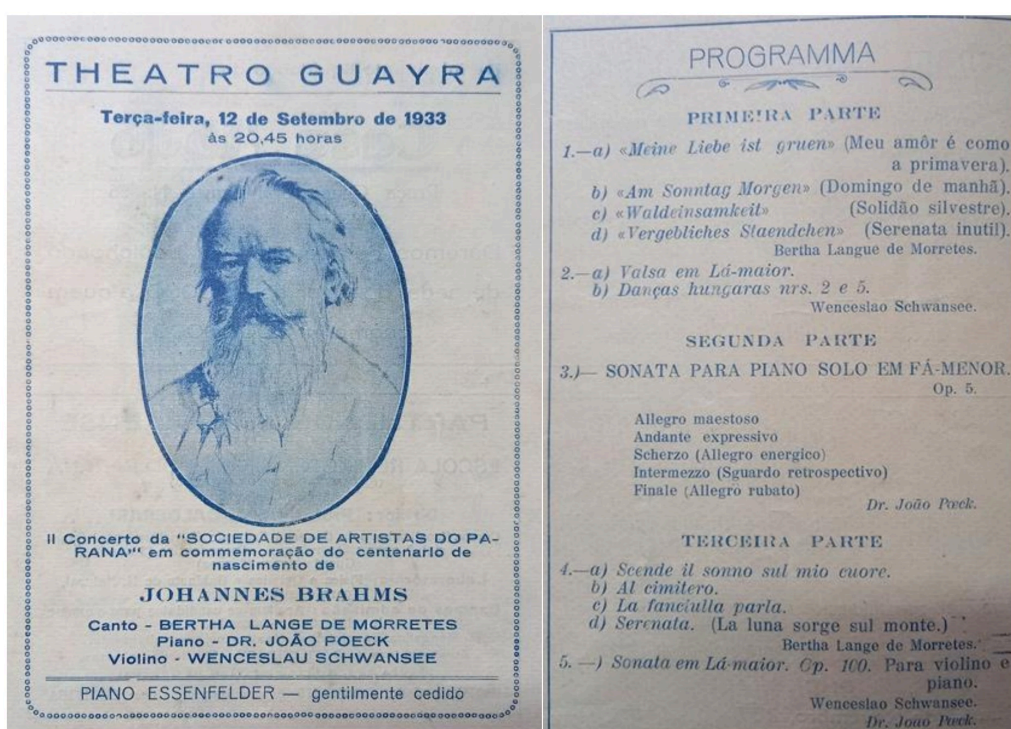 THEATRO GUAYRA
Terça-feira, 12 de Setembro de 1933
às 20,45 horas
II Concerto da "SOCIEDADE DE ARTISTAS DO PA-
RANA'" em commemoração do centenario de
nascimento de
JOHANNES BRAHMS
Canto - BERTHA LANGE DE MORRETES
Piano - DR. JOÃO POECK
Violino - WENCESLAU SCHWANSEE
PIANO ESSENFELDER — gentilmente cedido
PROGRAMMA
PRIMEIRA PARTE
1.—a) «Meine Liebe ist gruen» (Meu amôr é como
a primavera).
b) «Am Sonntag Morgen» (Domingo de manhã).
c) «Waldeinsamkeit» (Solidão silvestre).
d) «Vergebliches Staendchen» (Serenata inutil).
Bertha Langue de Morretes.
2.—a) Valsa em Lá-maior.
b) Danças hungaras nrs. 2 e 5.
Wenceslao Schwansee.
SEGUNDA PARTE
3.)— SONATA PARA PIANO SOLO EM FÁ-MENOR.
Op. 5.
Allegro maestoso
Andante expressivo
Scherzo (Allegro energico)
Intermezzo (Sguardo retrospectivo)
Finale (Allegro rubato)
Dr. João Pœck.
TERCEIRA PARTE
4.—a) Scende il sonno sul mio cuore.
b) Al cimitero.
c) La fanciulla parla.
d) Serenata. (La luna sorge sul monte.)
Bertha Lange de Morretes.
5. —) Sonata em Lá-maior. Op. 100. Para violino e
piano.
Wenceslao Schwansee.
Dr. João Pœck.